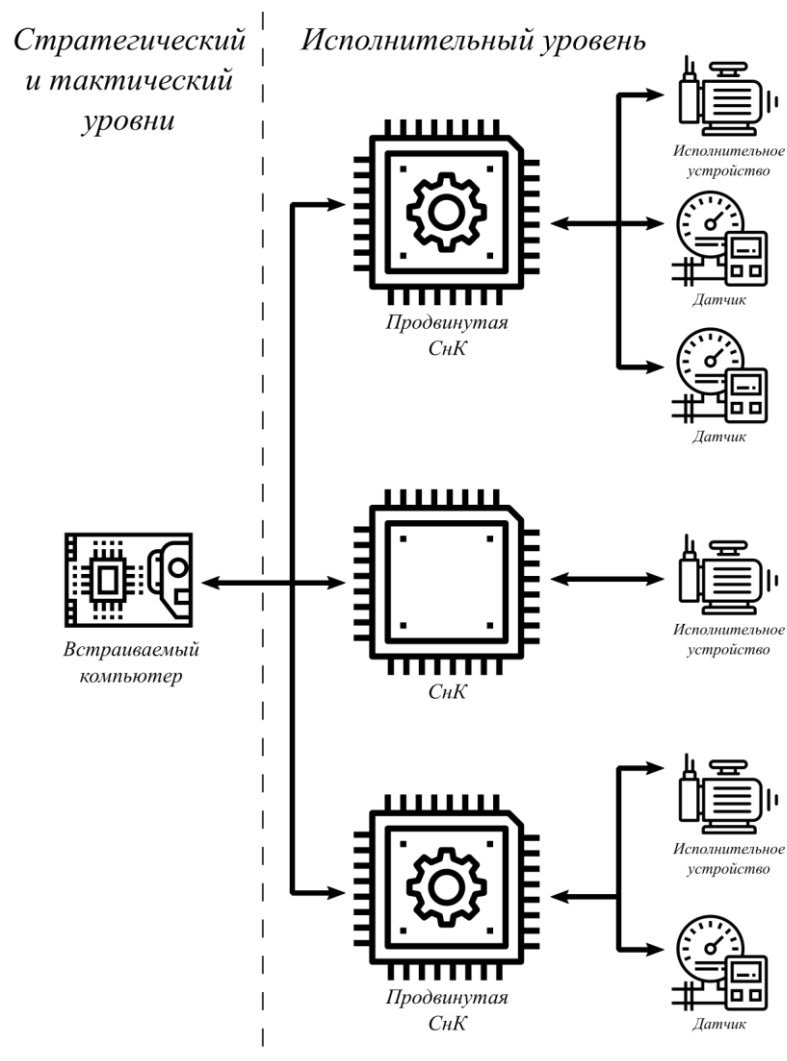 Стратегический
и тактический
уровни
Исполнительный уровень
Исполнительное
устройство
Датчик
Продвинутая
СнК
Датчик
Встраиваемый
компьютер
СнК
Исполнительное
устройство
Исполнительное
устройство
Продвинутая
СнК
Датчик